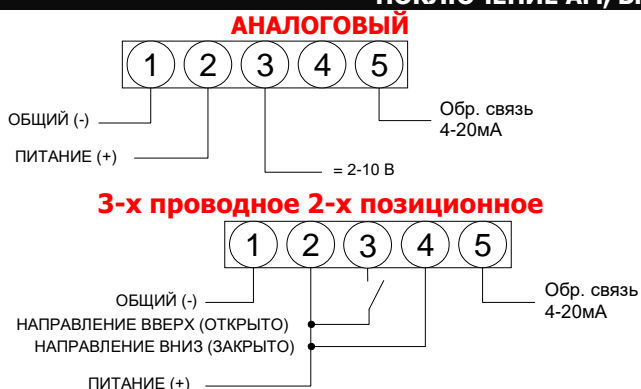 АНАЛОГОВЫЙ
1 2 3 4 5
ОБЩИЙ (-)
ПИТАНИЕ (+)
= 2-10 В
Обр. связь
4-20мА
3-х проводное 2-х позиционное
1 2 3 4 5
ОБЩИЙ (-)
НАПРАВЛЕНИЕ ВВЕРХ (ОТКРЫТО)
НАПРАВЛЕНИЕ ВНИЗ (ЗАКРЫТО)
ПИТАНИЕ (+)
Обр. связь
4-20мА